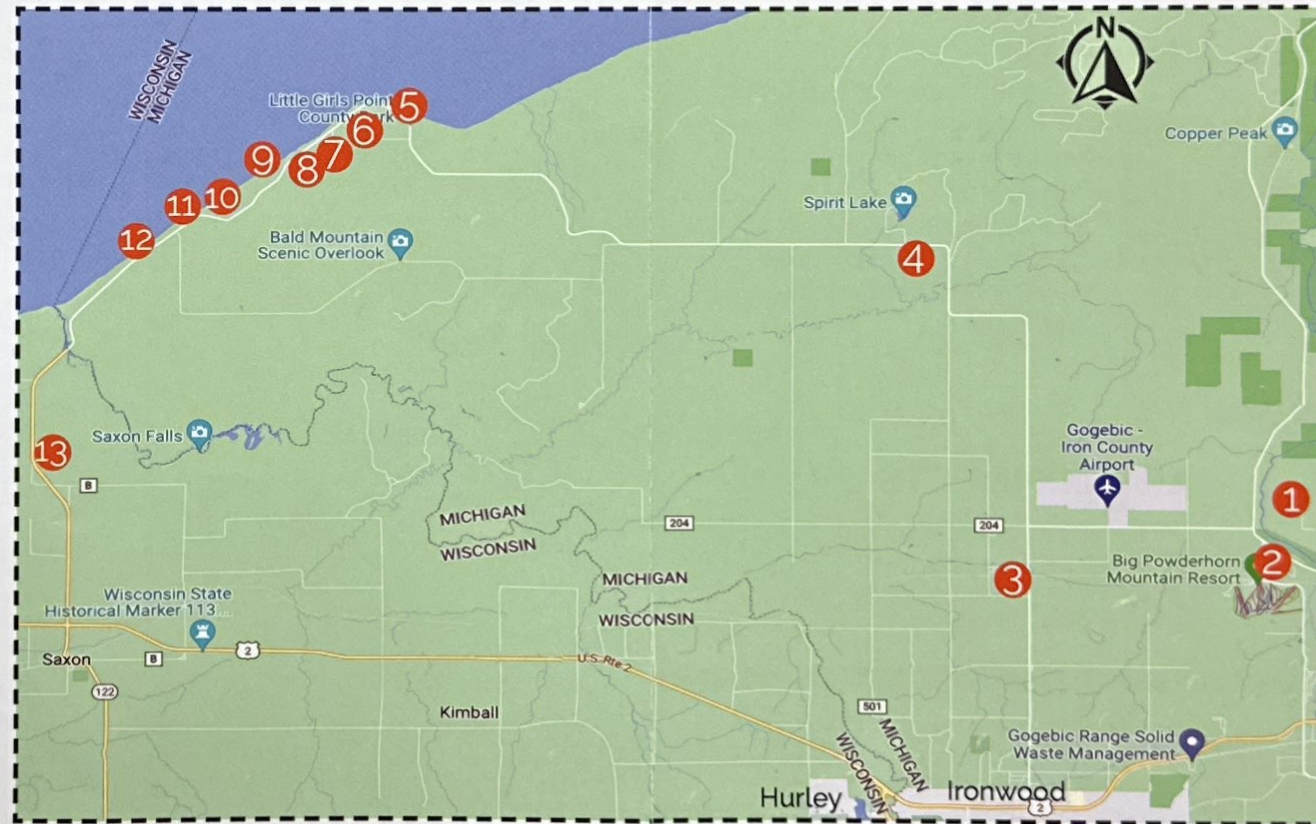 N
WISCONSIN
MICHIGAN
Little Girls Point
County Park
5
6
7
8
9
10
11
12
Copper Peak
Spirit Lake
4
Bald Mountain
Scenic Overlook
Saxon Falls
13
B
Gogebic -
Iron County
Airport
1
MICHIGAN
WISCONSIN
204
204
Big Powderhorn
Mountain Resort
2
3
MICHIGAN
WISCONSIN
Wisconsin State
Historical Marker 113...
Saxon
B
2
U.S. Rte 2
122
Kimball
501
MICHIGAN
WISCONSIN
Gogebic Range Solid
Waste Management
Hurley
Ironwood
2